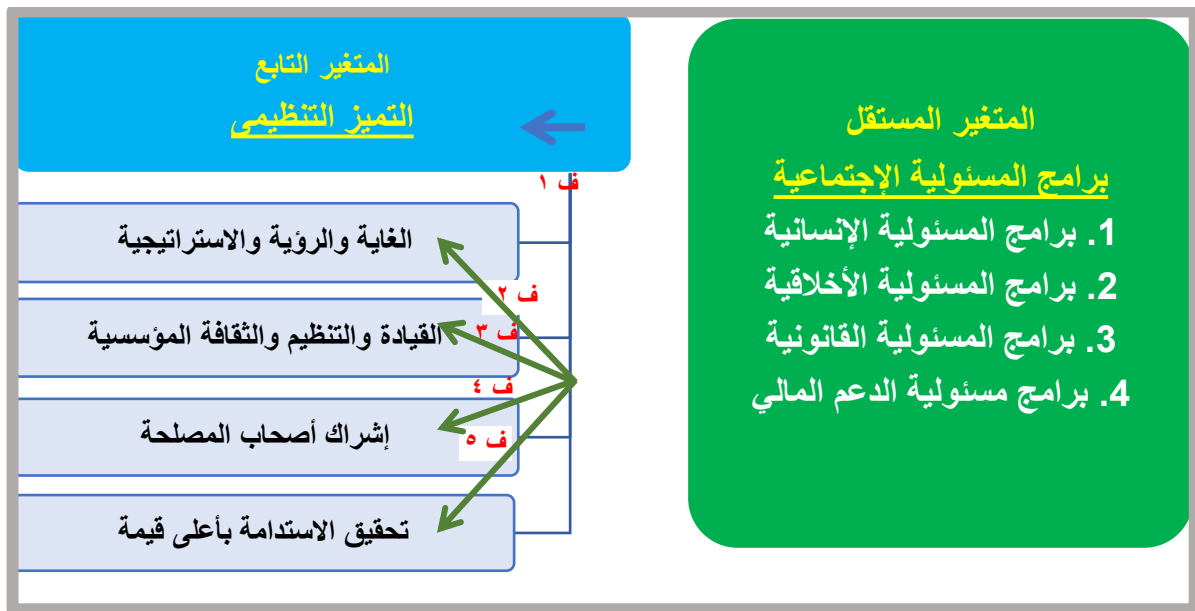 المتغير المستقل
برامج المسئولية الإجتماعية
1. برامج المسئولية الإنسانية
2. برامج المسئولية الأخلاقية
3. برامج المسئولية القانونية
4. برامج مسئولية الدعم المالي
المتغير التابع
التميز التنظيمى
ف ١
الغاية والرؤية والاستراتيجية
ف ٢
القيادة والتنظيم والثقافة المؤسسية
ف ٣
ف ٤
إشراك أصحاب المصلحة
ف ٥
تحقيق الاستدامة بأعلى قيمة